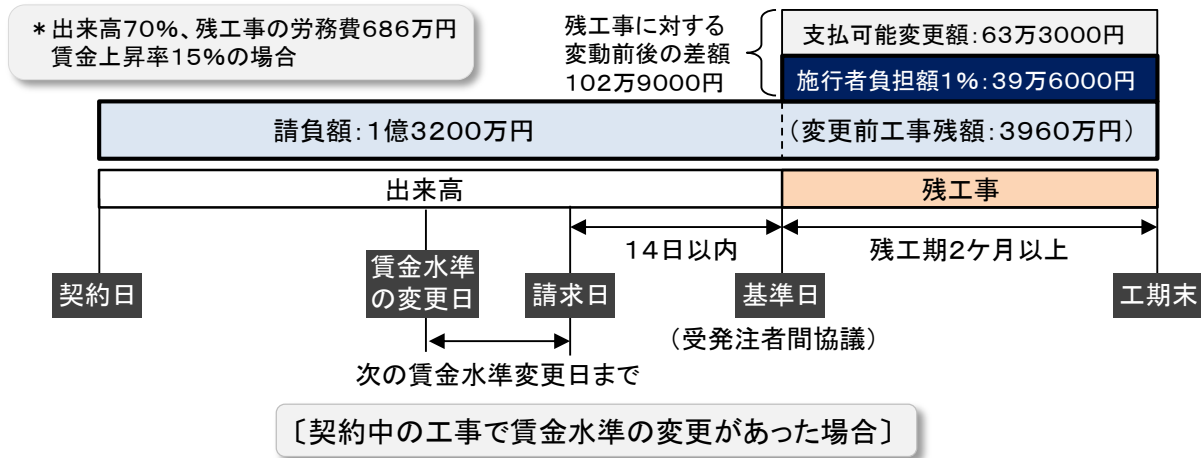 ＊出来高70%、残工事の労務費686万円
賃金上昇率15%の場合
残工事に対する
変動前後の差額
102万9000円
支払可能変更額：63万3000円
施行者負担額1%：39万6000円
請負額：1億3200万円
（変更前工事残額：3960万円）
出来高
残工事
14日以内
残工期2ケ月以上
契約日
賃金水準
の変更日
請求日
基準日
工期末
（受発注者間協議）
次の賃金水準変更日まで
〔契約中の工事で賃金水準の変更があった場合〕